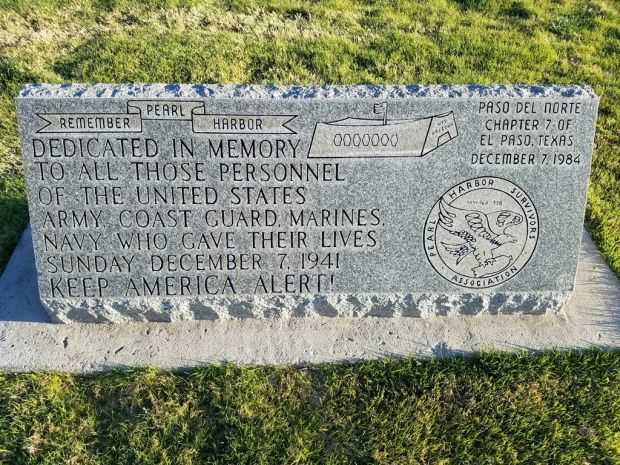 REMEMBER PEARL HARBOR
DEDICATED IN MEMORY
TO ALL THOSE PERSONNEL
OF THE UNITED STATES
ARMY, COAST GUARD, MARINES,
NAVY WHO GAVE THEIR LIVES
SUNDAY DECEMBER 7, 1941
KEEP AMERICA ALERT!
PASO DEL NORTE
CHAPTER 7 OF
EL PASO, TEXAS
DECEMBER 7, 1984
PEARL HARBOR SURVIVORS
ASSOCIATION